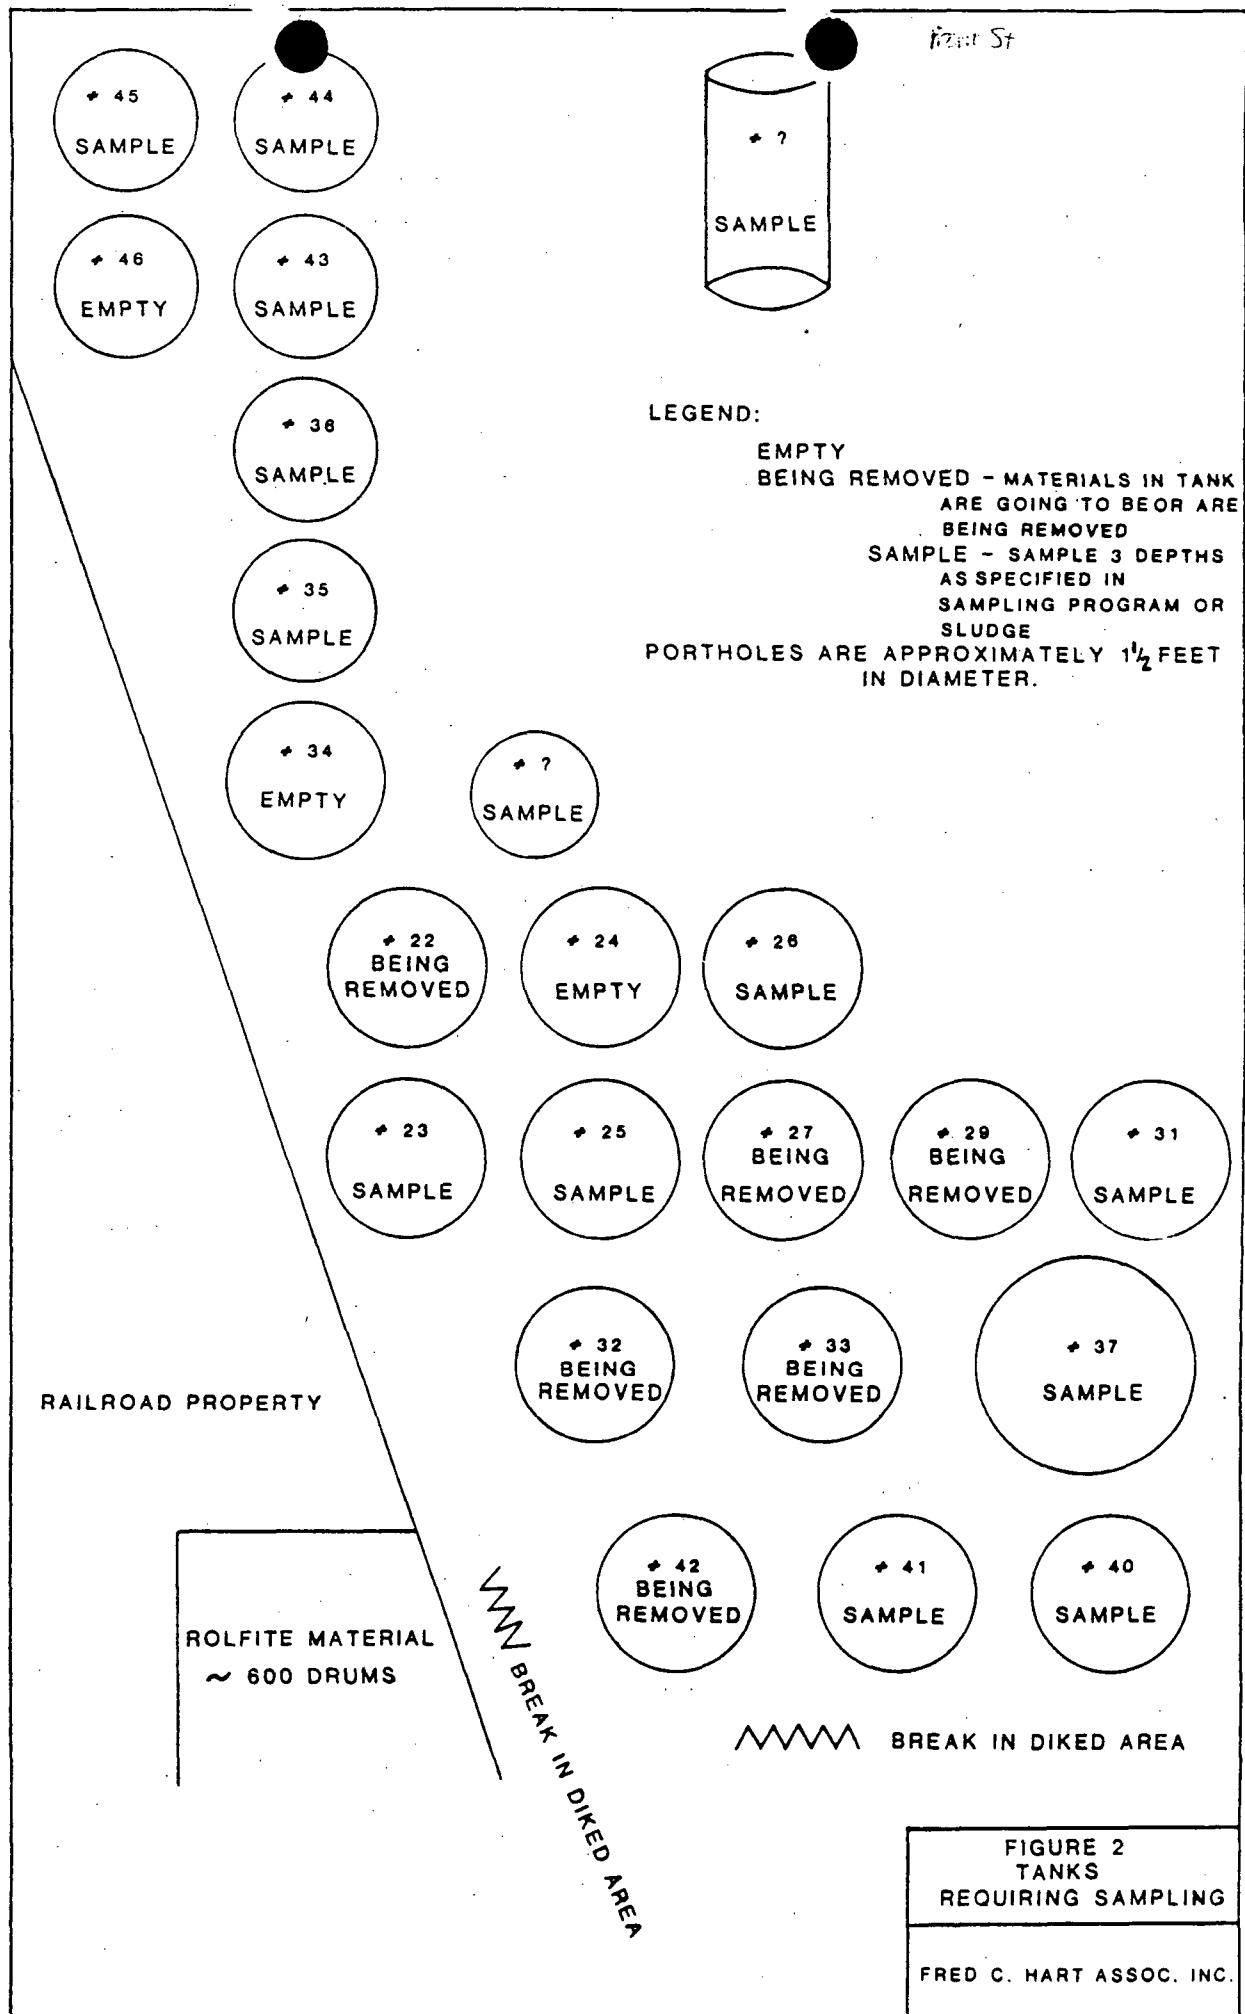 St
# 45
SAMPLE
# 44
SAMPLE
# ?
SAMPLE
# 46
EMPTY
# 43
SAMPLE
# 36
SAMPLE
LEGEND:
EMPTY
BEING REMOVED - MATERIALS IN TANK
ARE GOING TO BEOR ARE
BEING REMOVED
SAMPLE - SAMPLE 3 DEPTHS
AS SPECIFIED IN
SAMPLING PROGRAM OR
SLUDGE
PORTHOLES ARE APPROXIMATELY 1 1/2 FEET
IN DIAMETER.
# 35
SAMPLE
# 34
EMPTY
# ?
SAMPLE
# 22
BEING
REMOVED
# 24
EMPTY
# 26
SAMPLE
# 23
SAMPLE
# 25
SAMPLE
# 27
BEING
REMOVED
# 29
BEING
REMOVED
# 31
SAMPLE
# 32
BEING
REMOVED
# 33
BEING
REMOVED
# 37
SAMPLE
RAILROAD PROPERTY
# 42
BEING
REMOVED
# 41
SAMPLE
# 40
SAMPLE
ROLFITE MATERIAL
~ 600 DRUMS
BREAK IN DIKED AREA
BREAK IN DIKED AREA
FIGURE 2
TANKS
REQUIRING SAMPLING
FRED C. HART ASSOC. INC.